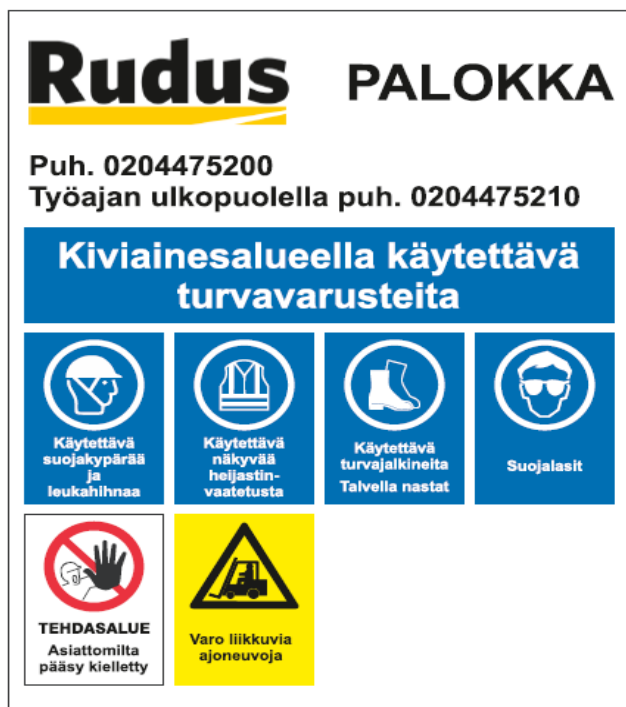 Rudus PALOKKA
Puh. 0204475200
Työajan ulkopuolella puh. 0204475210
Kiviainesalueella käytettävä
turvavarusteita
Käytettävä
suojakypärää
ja
leukahihnaa
Käytettävä
näkyvää
heijastin-
vaatetusta
Käytettävä
turvajalkineita
Talvella nastat
Suojalasit
TEHDASALUE
Asiattomilta
pääsy kielletty
Varo liikkuvia
ajoneuvoja